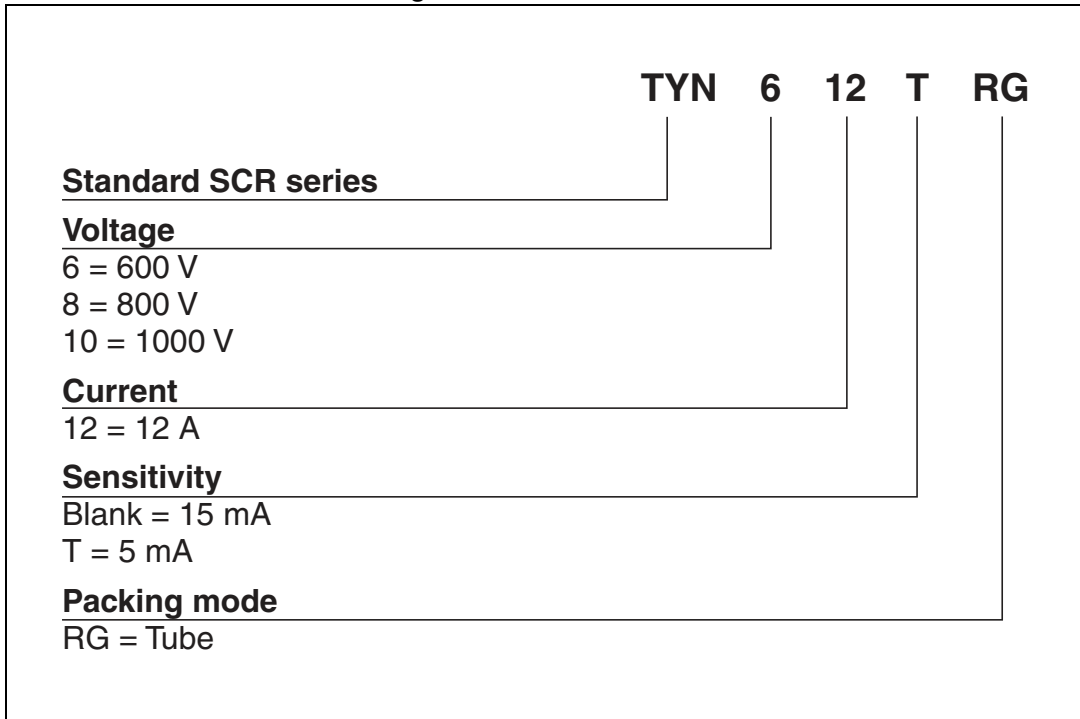 TYN 6 12 T RG
Standard SCR series
Voltage
6 = 600 V
8 = 800 V
10 = 1000 V
Current
12 = 12 A
Sensitivity
Blank = 15 mA
T = 5 mA
Packing mode
RG = Tube